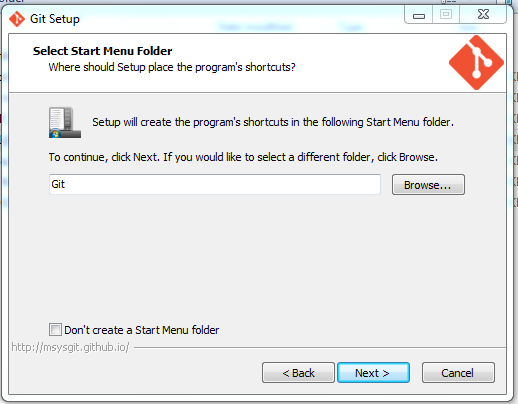 Git Setup
Select Start Menu Folder
Where should Setup place the program's shortcuts?
Setup will create the program's shortcuts in the following Start Menu folder.
To continue, click Next. If you would like to select a different folder, click Browse.
Git
Browse...
Don't create a Start Menu folder
http://msysgit.github.io/
< Back
Next >
Cancel